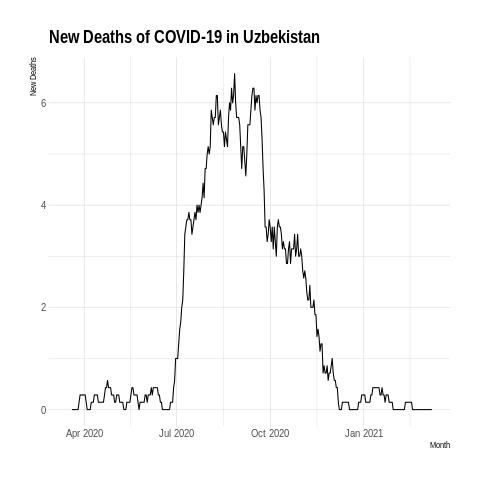 New Deaths of COVID-19 in Uzbekistan
New Deaths
6
4
2
0
Apr 2020 Jul 2020 Oct 2020 Jan 2021
Month